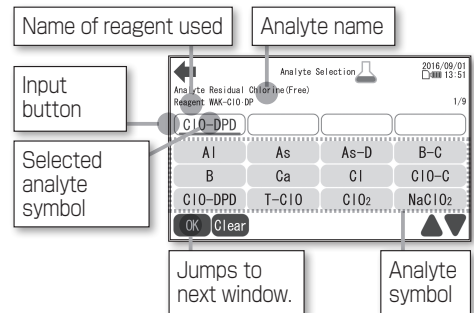 Name of reagent used
Analyte name
Analyte Selection
2016/09/01
13:51
Analyte Residual Chlorine(Free)
Reagent WAK-ClO·DP
1/9
Input
button
ClO-DPD
Selected
analyte
symbol
Al As As-D B-C
B Ca Cl ClO-C
ClO-DPD T-ClO ClO₂ NaClO₂
OK Clear
Jumps to
next window.
Analyte
symbol